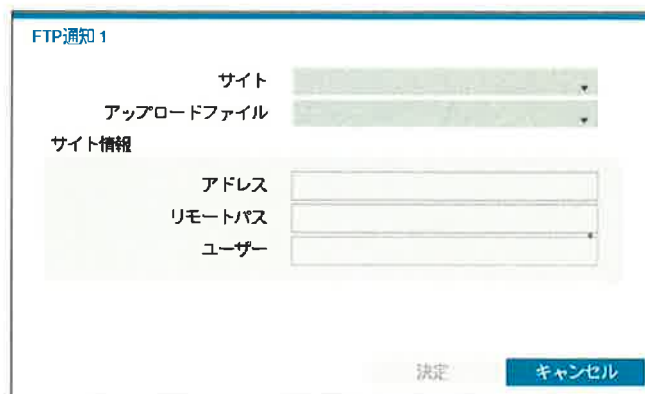 FTP通知 1
サイト
アップロードファイル
サイト情報
アドレス
リモートパス
ユーザー
決定
キャンセル